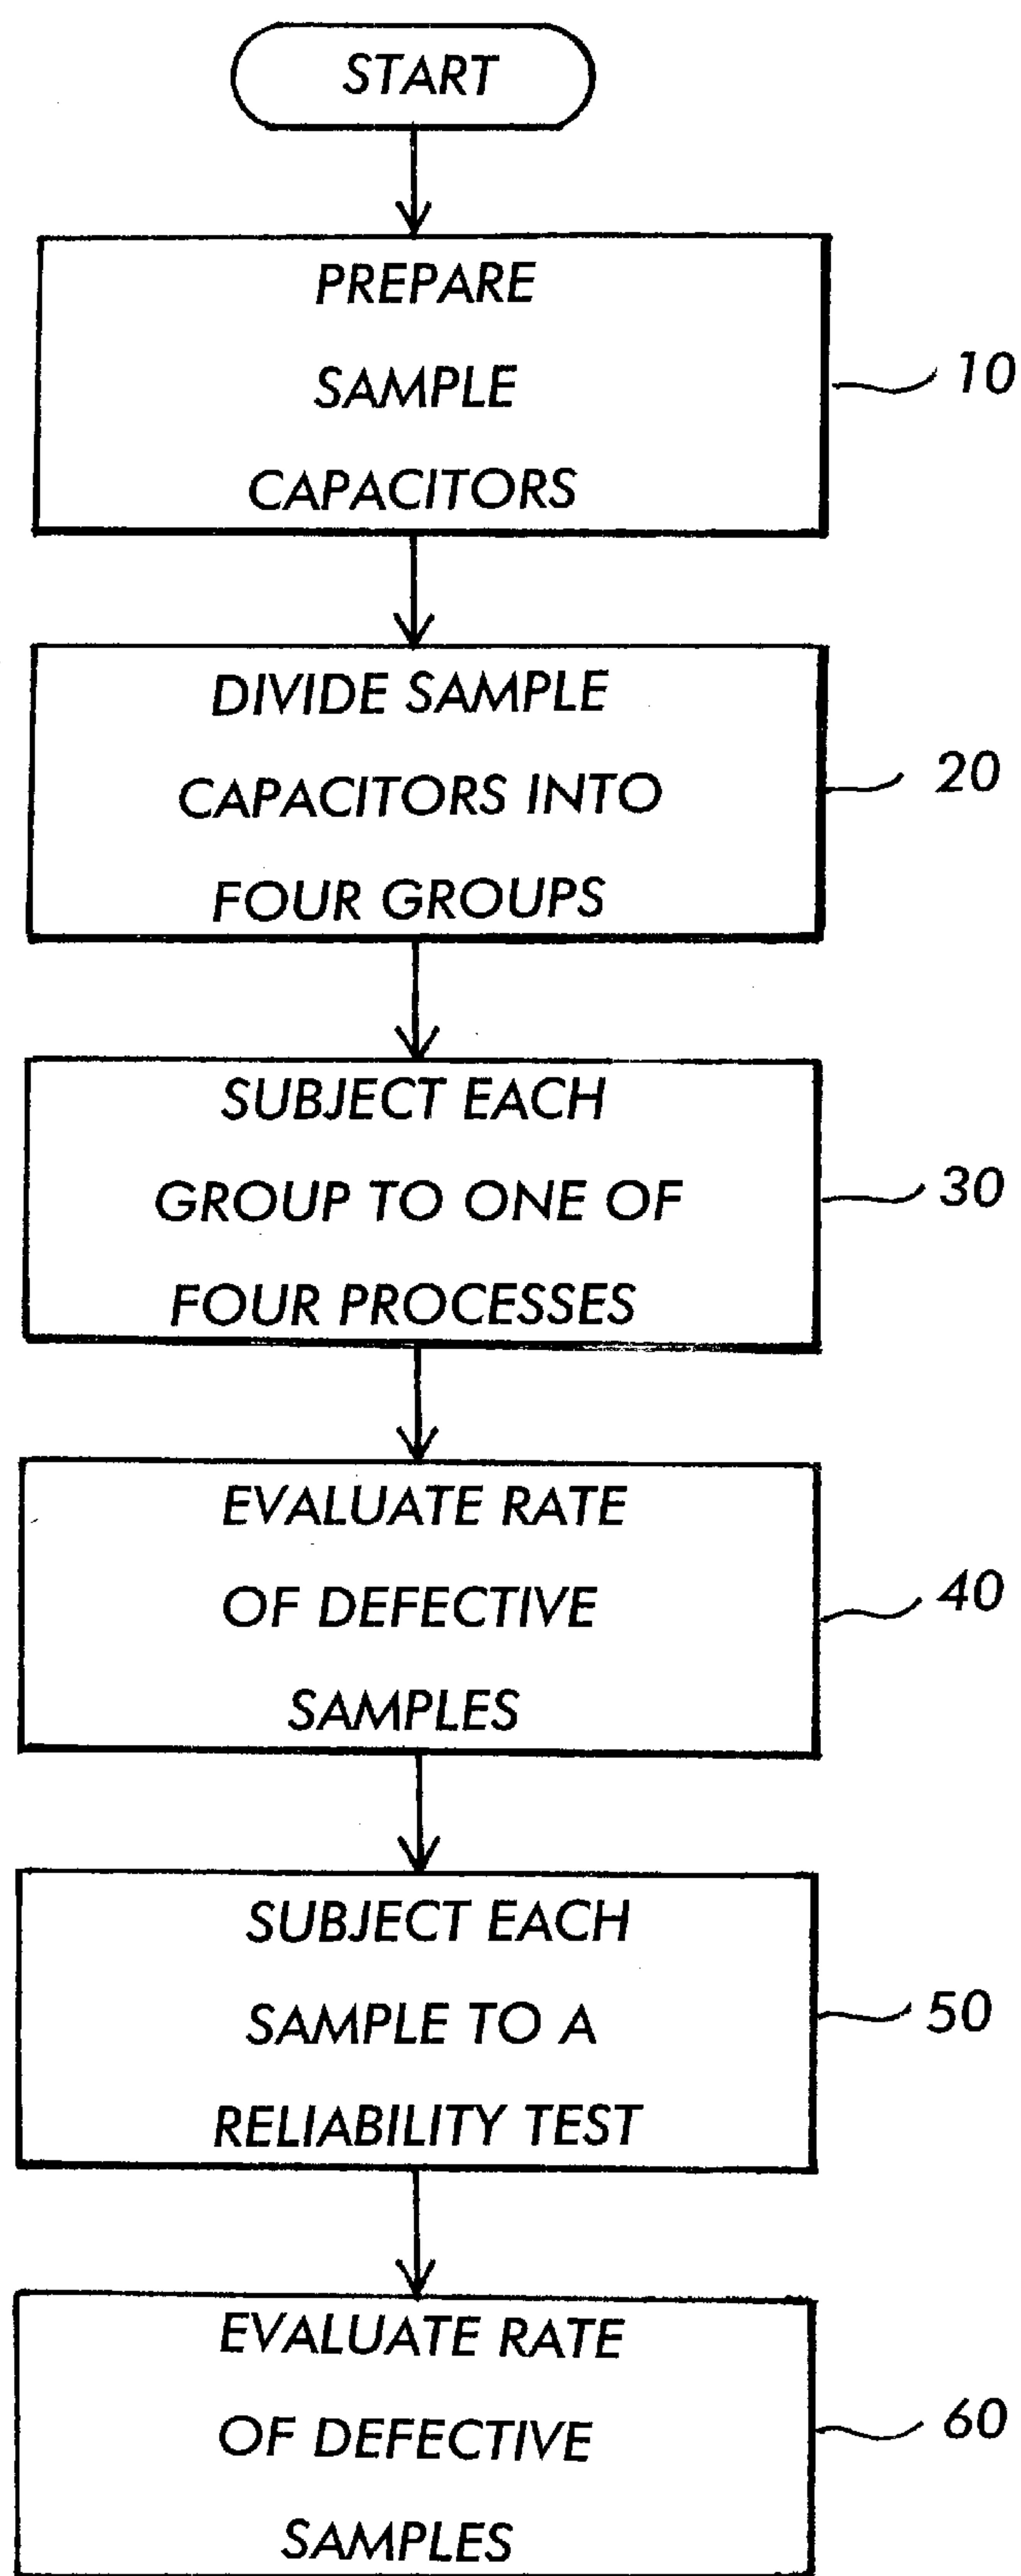 START
PREPARE
SAMPLE
CAPACITORS
10
DIVIDE SAMPLE
CAPACITORS INTO
FOUR GROUPS
20
SUBJECT EACH
GROUP TO ONE OF
FOUR PROCESSES
30
EVALUATE RATE
OF DEFECTIVE
SAMPLES
40
SUBJECT EACH
SAMPLE TO A
RELIABILITY TEST
50
EVALUATE RATE
OF DEFECTIVE
SAMPLES
60